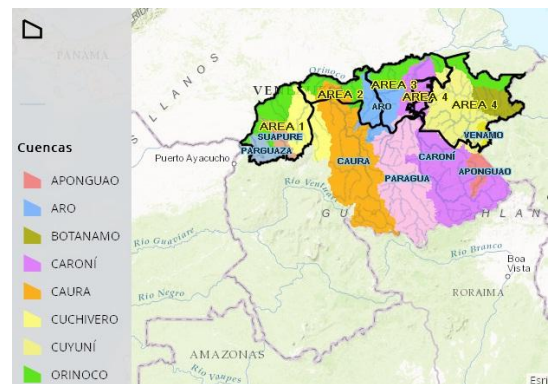 PANAMA
LLANOS
VEN
Orinoco
AREA 3
AREA 2
AREA 4
ARO
AREA 4
AREA 1
SUAPURE
VENAMO
PARGUAZA
Puerto Ayacucho
CAURA
CARONÍ
PARAGUA
APONGUAO
Río Ventuari
Río Guaviare
Río Branco
Boa
Vista
Río Negro
RORAIMA
AMAZONAS
Río Vaupes
Esri
Cuencas
APONGUAO
ARO
BOTANAMO
CARONÍ
CAURA
CUCHIVERO
CUYUNÍ
ORINOCO